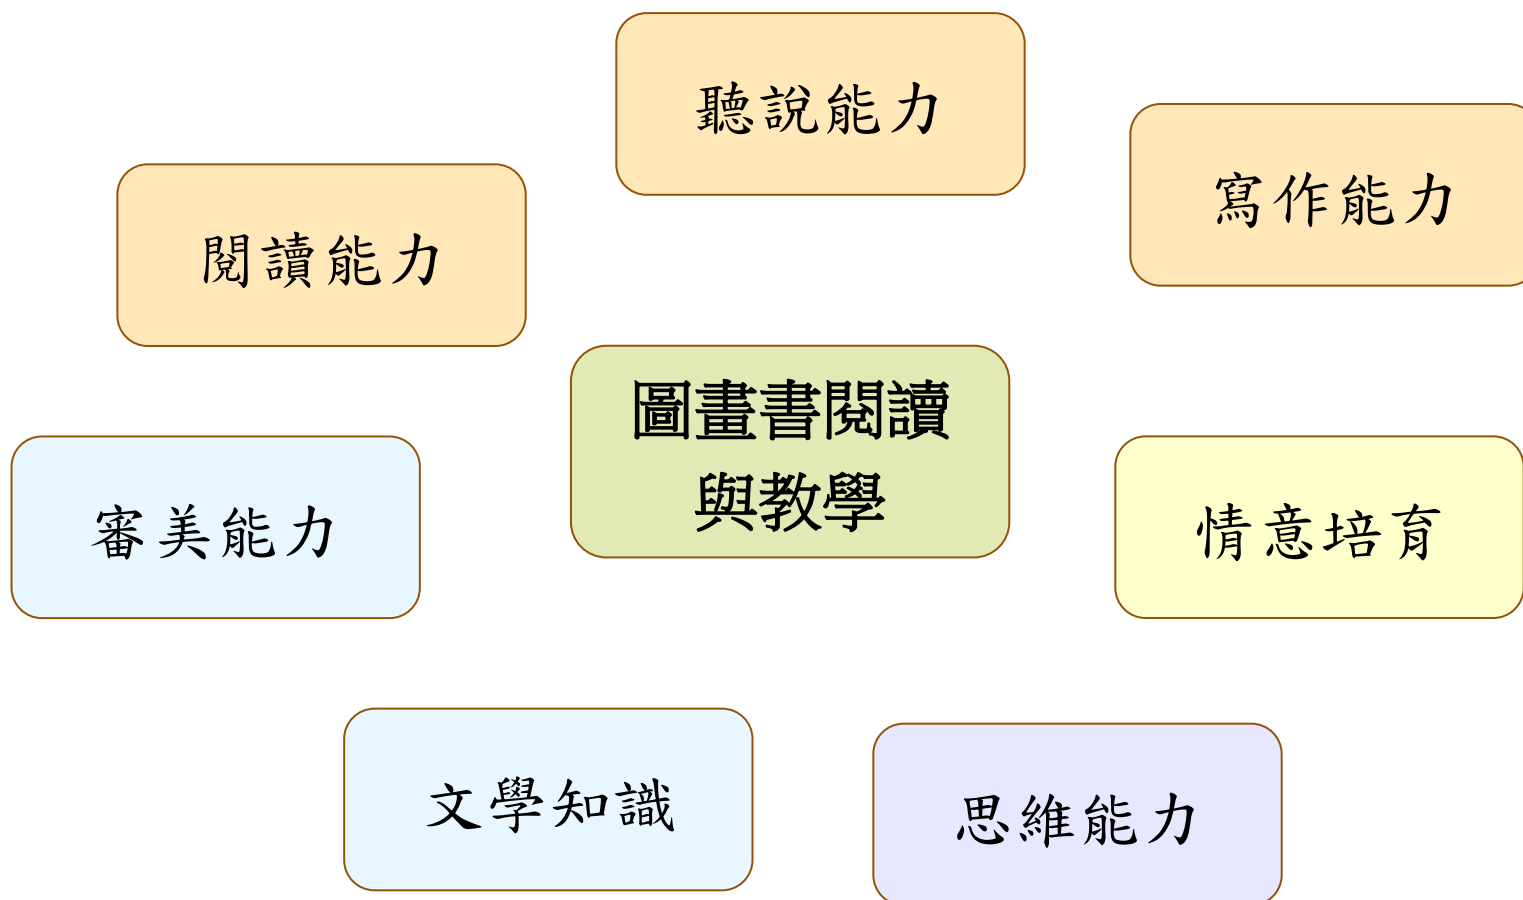 聽說能力
寫作能力
閱讀能力
圖畫書閱讀
與教學
審美能力
情意培育
文學知識
思維能力